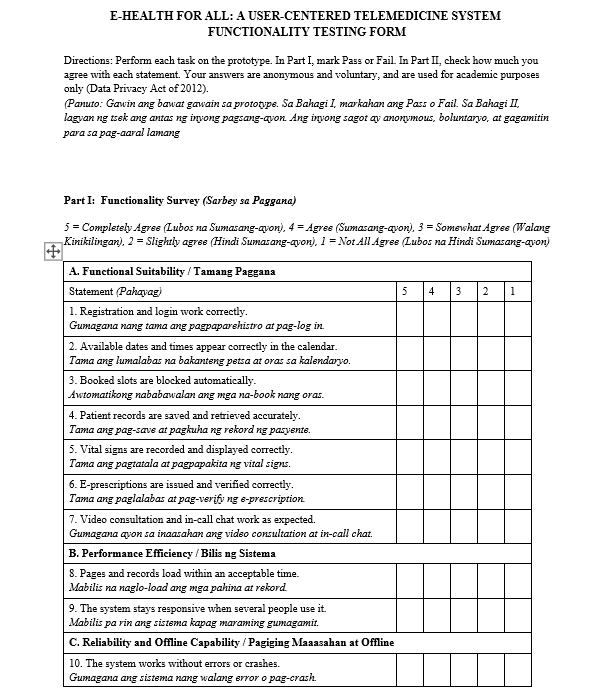 E-HEALTH FOR ALL: A USER-CENTERED TELEMEDICINE SYSTEM
FUNCTIONALITY TESTING FORM
Directions: Perform each task on the prototype. In Part I, mark Pass or Fail. In Part II, check how much you
agree with each statement. Your answers are anonymous and voluntary, and are used for academic purposes
only (Data Privacy Act of 2012).
(Panuto: Gawin ang bawat gawain sa prototype. Sa Bahagi I, markahan ang Pass o Fail. Sa Bahagi II,
lagyan ng tsek ang antas ng inyong pagsang-ayon. Ang inyong sagot ay anonymous, boluntaryo, at gagamitin
para sa pag-aaral lamang
Part I: Functionality Survey (Sarbey sa Paggana)
5 = Completely Agree (Lubos na Sumasang-ayon), 4 = Agree (Sumasang-ayon), 3 = Somewhat Agree (Walang
Kinikilingan), 2 = Slightly agree (Hindi Sumasang-ayon), 1 = Not All Agree (Lubos na Hindi Sumasang-ayon)
A. Functional Suitability / Tamang Paggana
Statement (Pahayag) 5 4 3 2 1
1. Registration and login work correctly.
Gumagana nang tama ang pagpaparehistro at pag-log in.
2. Available dates and times appear correctly in the calendar.
Tama ang lumalabas na bakanteng petsa at oras sa kalendaryo.
3. Booked slots are blocked automatically.
Awtomatikong nababawalan ang mga na-book nang oras.
4. Patient records are saved and retrieved accurately.
Tama ang pag-save at pagkuha ng rekord ng pasyente.
5. Vital signs are recorded and displayed correctly.
Tama ang pagtatala at pagpapakita ng vital signs.
6. E-prescriptions are issued and verified correctly.
Tama ang paglalabas at pag-verify ng e-prescription.
7. Video consultation and in-call chat work as expected.
Gumagana ayon sa inaasahan ang video consultation at in-call chat.
B. Performance Efficiency / Bilis ng Sistema
8. Pages and records load within an acceptable time.
Mabilis na naglo-load ang mga pahina at rekord.
9. The system stays responsive when several people use it.
Mabilis pa rin ang sistema kapag maraming gumagamit.
C. Reliability and Offline Capability / Pagiging Maaasahan at Offline
10. The system works without errors or crashes.
Gumagana ang sistema nang walang error o pag-crash.